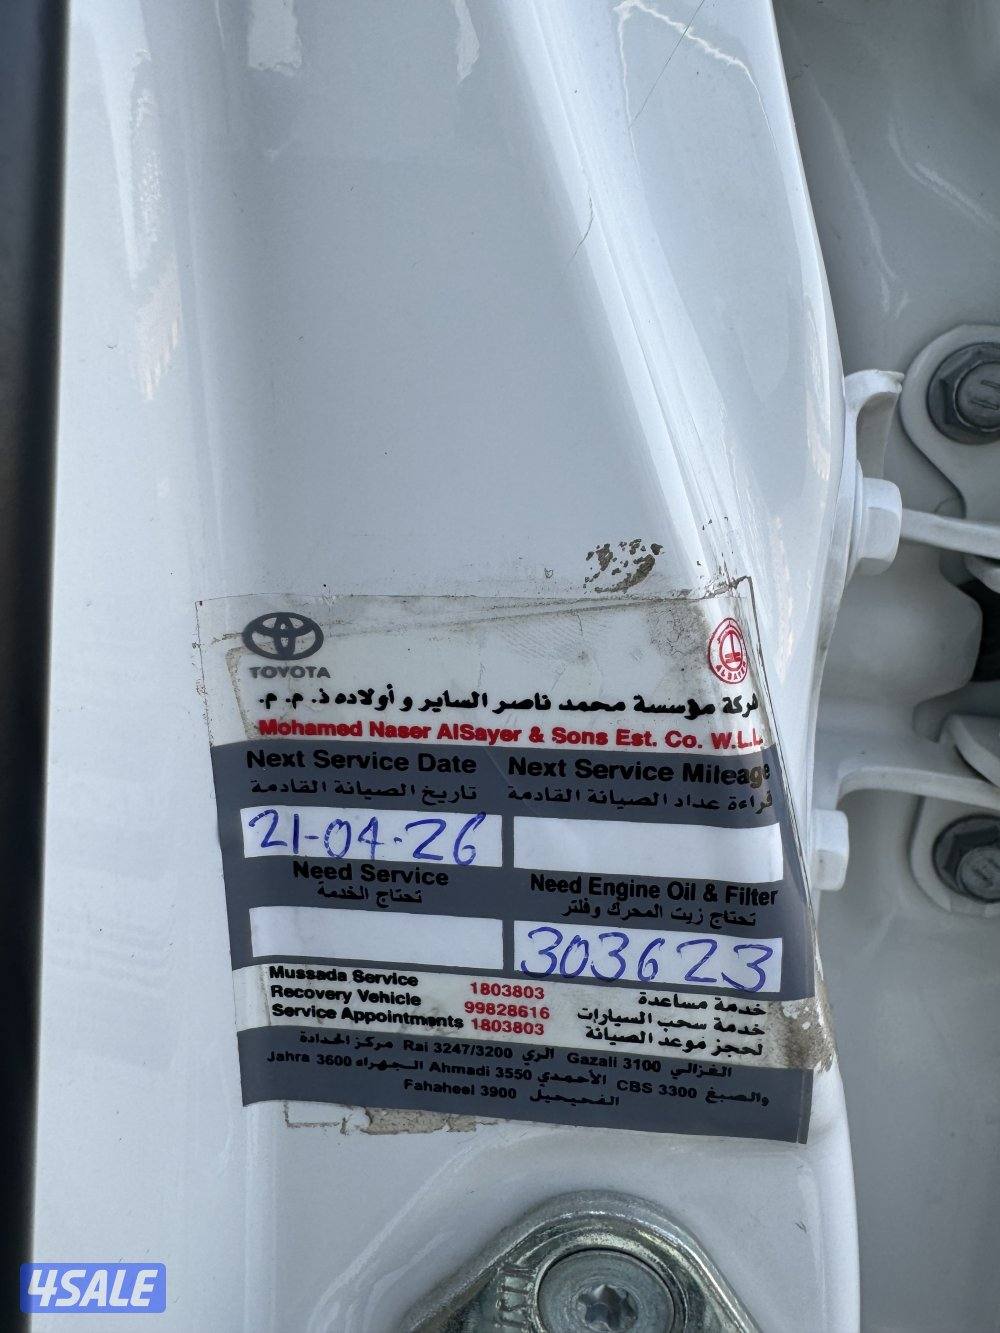 TOYOTA
ALSAYER
شركة مؤسسة محمد ناصر الساير و أولاده ذ. م. م.
Mohamed Naser AlSayer & Sons Est. Co. W.L.L.
Next Service Date Next Service Mileage
تاريخ الصيانة القادمة قراءة عداد الصيانة القادمة
21-04-26
Need Service Need Engine Oil & Filter
تحتاج الخدمة تحتاج زيت المحرك وفلتر
303623
Mussada Service 1803803 خدمة مساعدة
Recovery Vehicle 99828616 خدمة سحب السيارات
Service Appointments 1803803 لحجز موعد الصيانة
الغزالي Gazali 3100 الري Rai 3247/3200 مركز الحدادة
والصبغ CBS 3300 الأحمدي Ahmadi 3550 الجهراء Jahra 3600
الفحيحيل Fahaheel 3900
4SALE